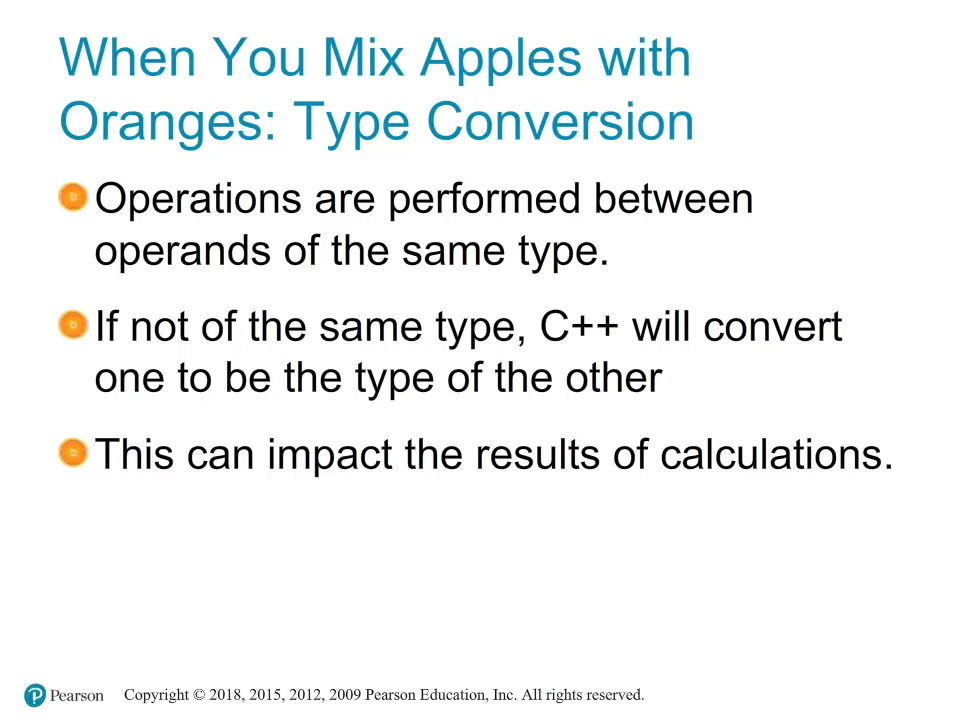 When You Mix Apples with
Oranges: Type Conversion
Operations are performed between
operands of the same type.
If not of the same type, C++ will convert
one to be the type of the other
This can impact the results of calculations.
Pearson Copyright © 2018, 2015, 2012, 2009 Pearson Education, Inc. All rights reserved.